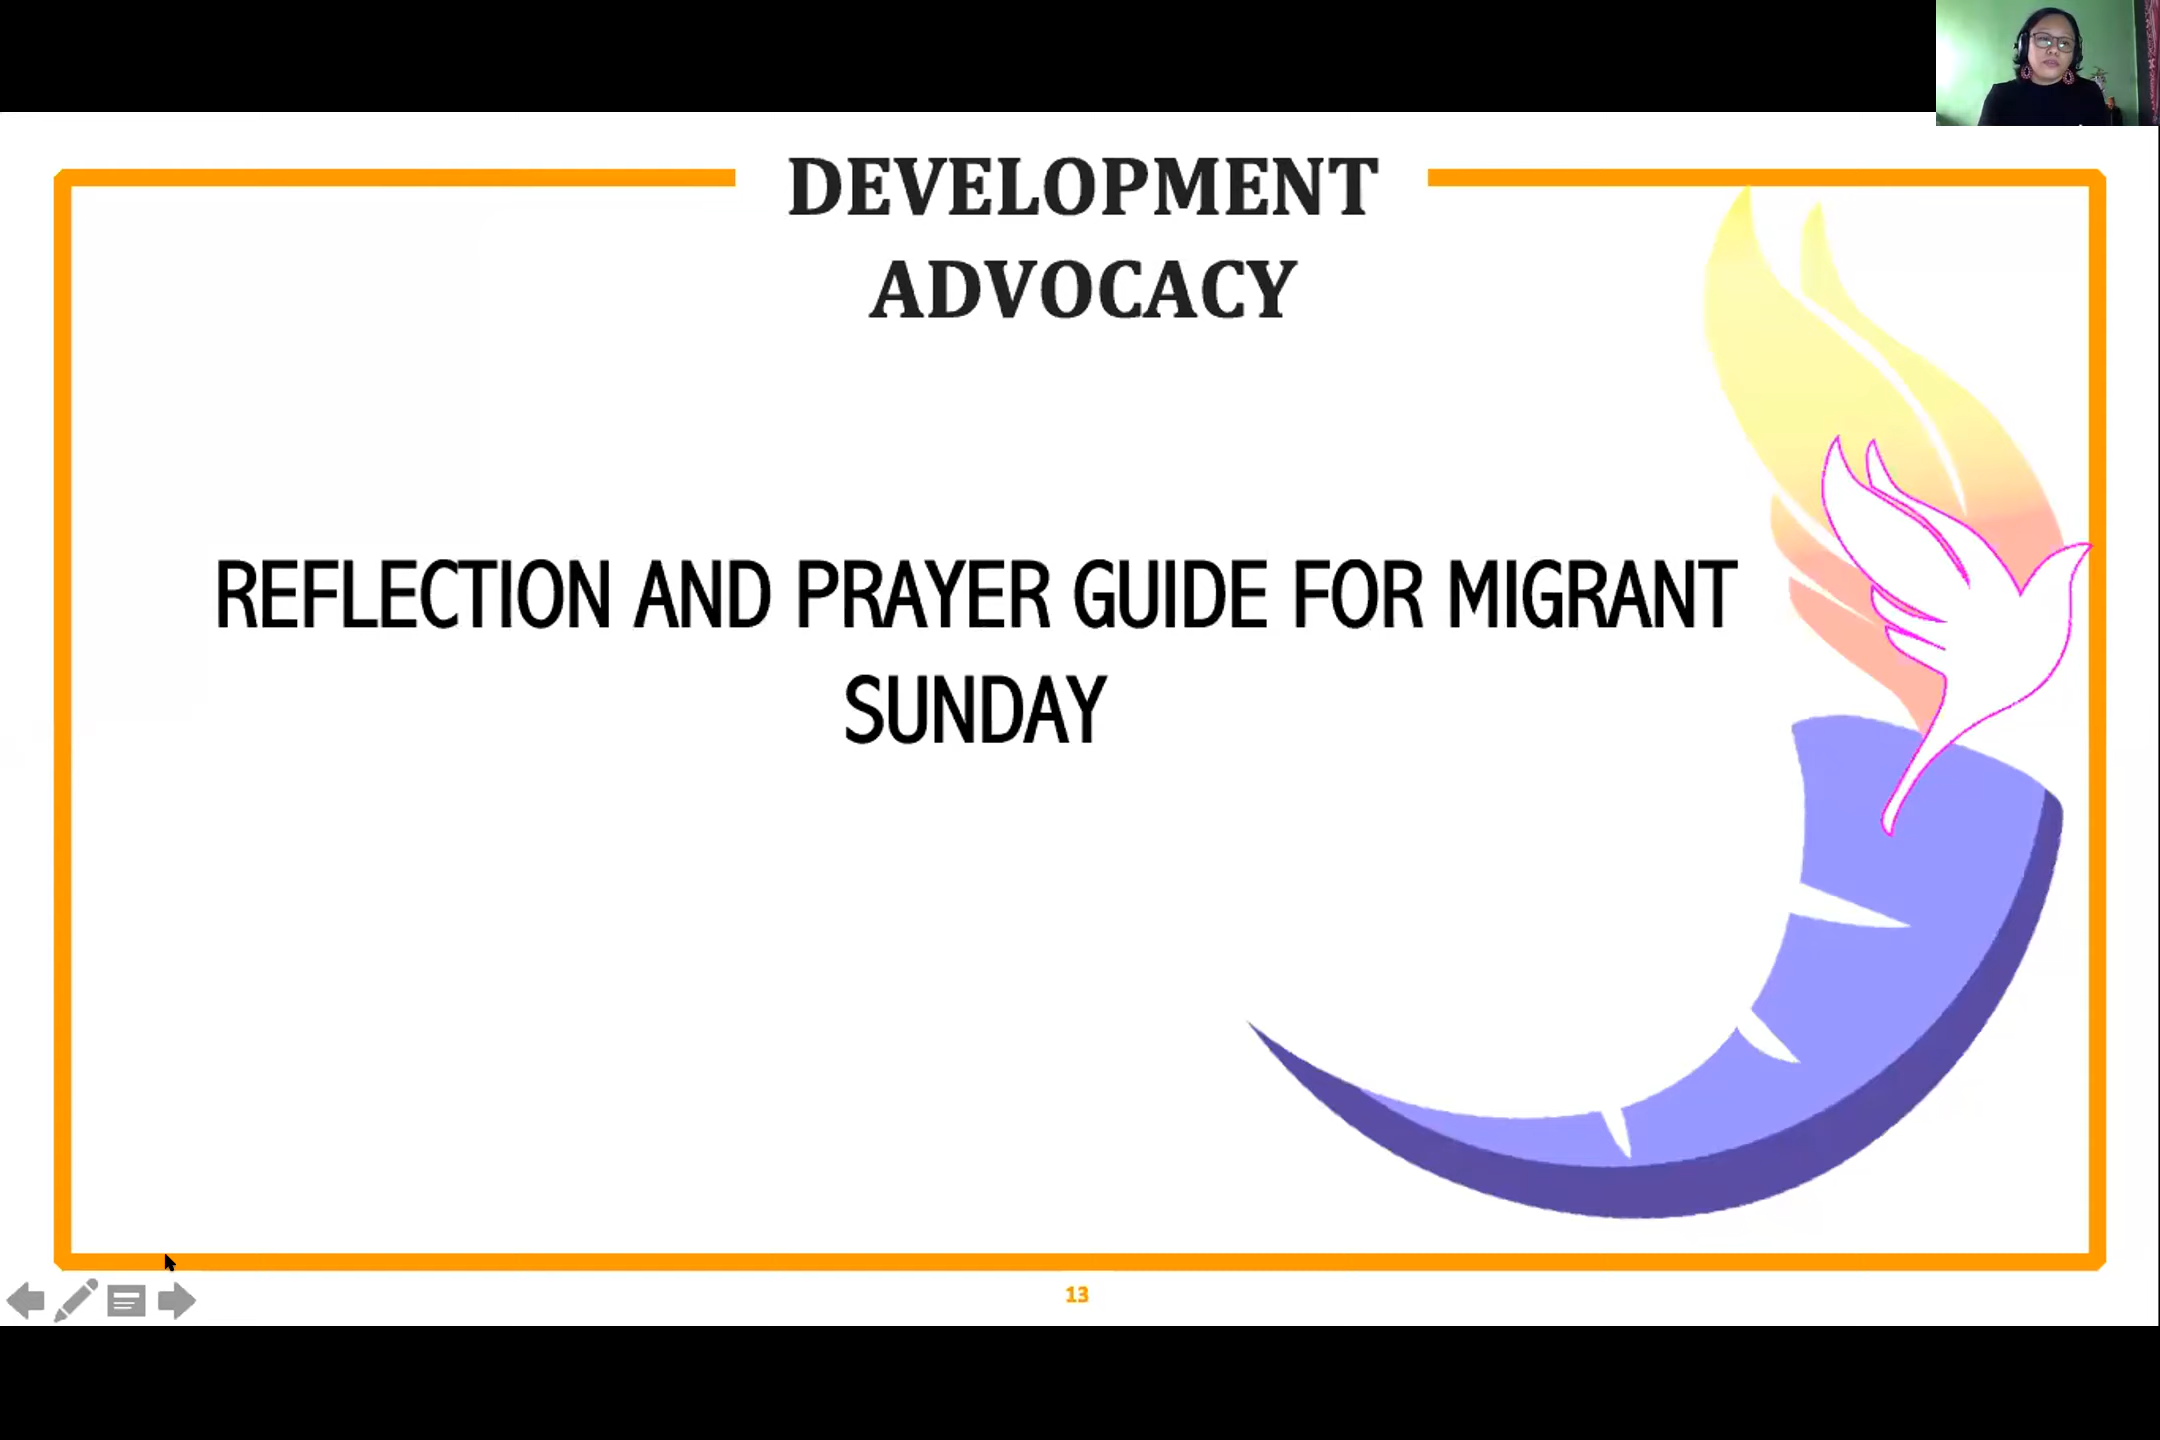 DEVELOPMENT
ADVOCACY
REFLECTION AND PRAYER GUIDE FOR MIGRANT
SUNDAY
13